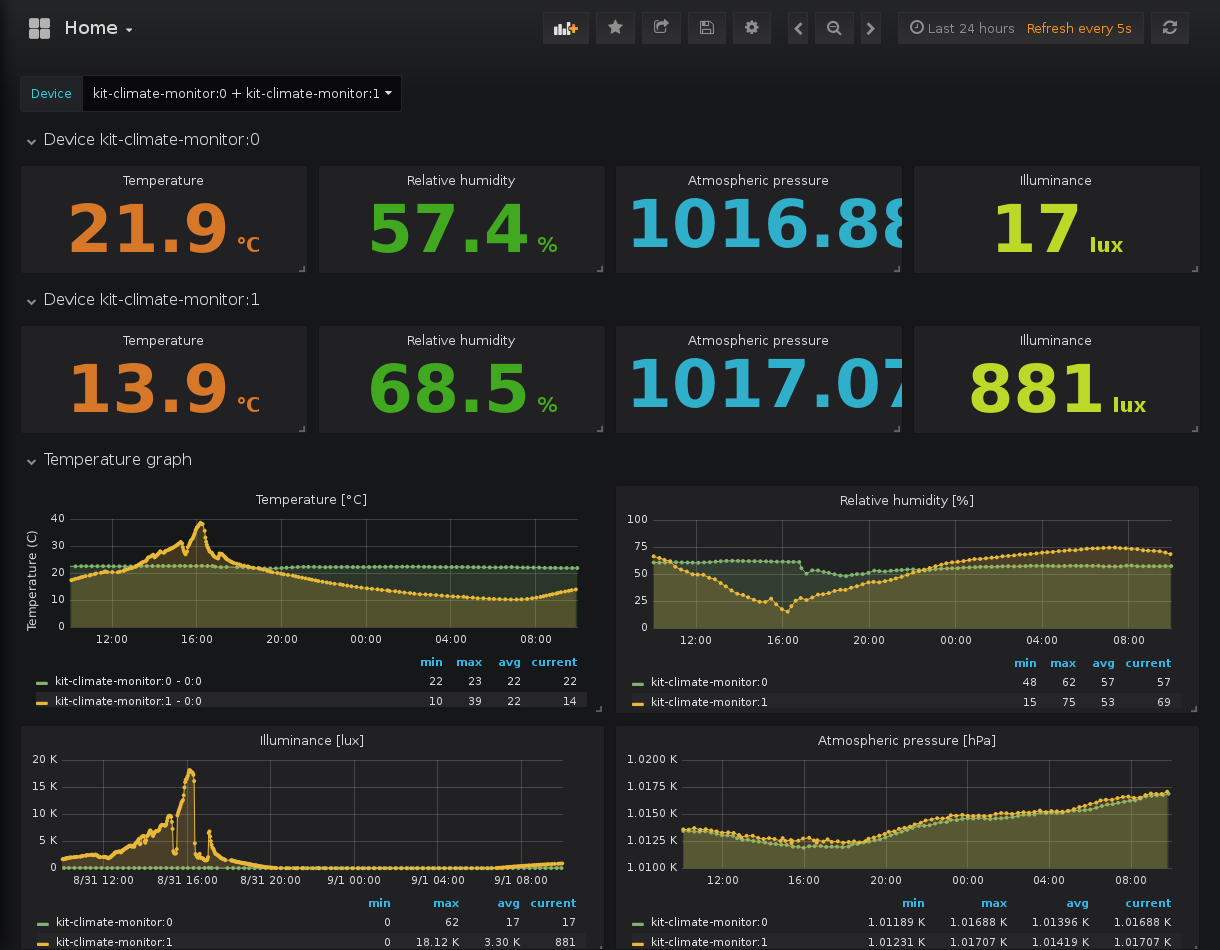 Home
Last 24 hours Refresh every 5s
Device kit-climate-monitor:0 + kit-climate-monitor:1
Device kit-climate-monitor:0
Temperature Relative humidity Atmospheric pressure Illuminance
21.9 °C 57.4 % 1016.88 17 lux
Device kit-climate-monitor:1
Temperature Relative humidity Atmospheric pressure Illuminance
13.9 °C 68.5 % 1017.07 881 lux
Temperature graph
Temperature [°C]
Temperature (C)
40
30
20
10
0
12:00 16:00 20:00 00:00 04:00 08:00
min max avg current
kit-climate-monitor:0 - 0:0 22 23 22 22
kit-climate-monitor:1 - 0:0 10 39 22 14
Relative humidity [%]
100
75
50
25
0
12:00 16:00 20:00 00:00 04:00 08:00
min max avg current
kit-climate-monitor:0 48 62 57 57
kit-climate-monitor:1 15 75 53 69
Illuminance [lux]
20 K
15 K
10 K
5 K
0
8/31 12:00 8/31 16:00 8/31 20:00 9/1 00:00 9/1 04:00 9/1 08:00
min max avg current
kit-climate-monitor:0 0 62 17 17
kit-climate-monitor:1 0 18.12 K 3.30 K 881
Atmospheric pressure [hPa]
1.0200 K
1.0175 K
1.0150 K
1.0125 K
1.0100 K
12:00 16:00 20:00 00:00 04:00 08:00
min max avg current
kit-climate-monitor:0 1.01189 K 1.01688 K 1.01396 K 1.01688 K
kit-climate-monitor:1 1.01231 K 1.01707 K 1.01419 K 1.01707 K